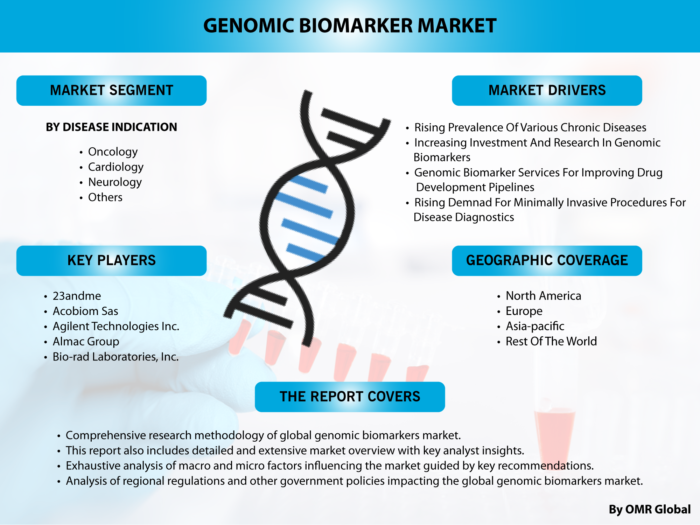 GENOMIC BIOMARKER MARKET
MARKET SEGMENT
BY DISEASE INDICATION
• Oncology
• Cardiology
• Neurology
• Others
MARKET DRIVERS
• Rising Prevalence Of Various Chronic Diseases
• Increasing Investment And Research In Genomic
Biomarkers
• Genomic Biomarker Services For Improving Drug
Development Pipelines
• Rising Demnad For Minimally Invasive Procedures For
Disease Diagnostics
KEY PLAYERS
• 23andme
• Acobiom Sas
• Agilent Technologies Inc.
• Almac Group
• Bio-rad Laboratories, Inc.
GEOGRAPHIC COVERAGE
• North America
• Europe
• Asia-pacific
• Rest Of The World
THE REPORT COVERS
• Comprehensive research methodology of global genomic biomarkers market.
• This report also includes detailed and extensive market overview with key analyst insights.
• Exhaustive analysis of macro and micro factors influencing the market guided by key recommendations.
• Analysis of regional regulations and other government policies impacting the global genomic biomarkers market.
By OMR Global